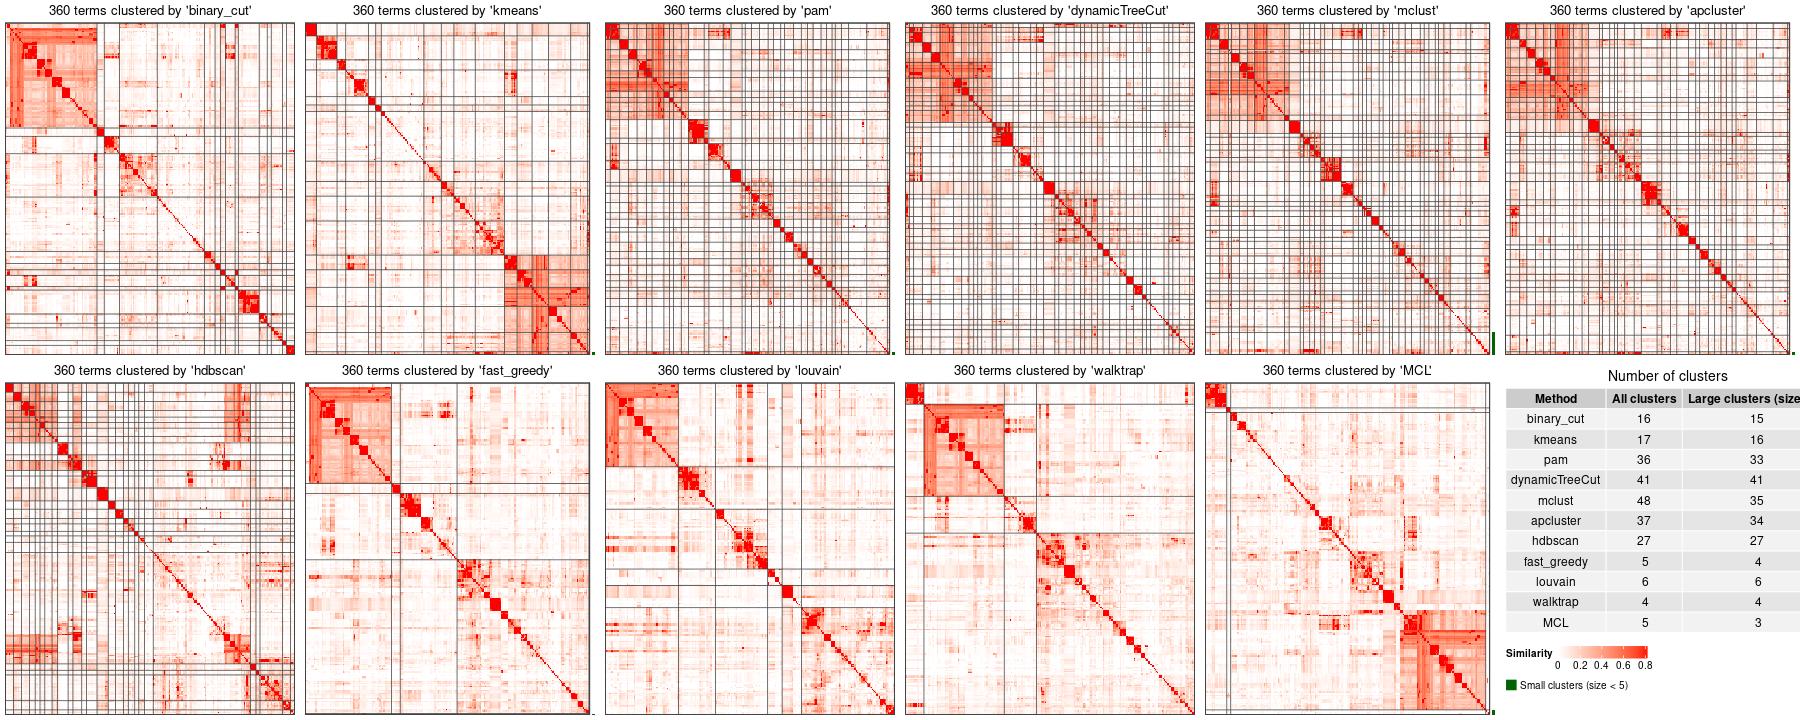 360 terms clustered by 'binary_cut'
360 terms clustered by 'kmeans'
360 terms clustered by 'pam'
360 terms clustered by 'dynamicTreeCut'
360 terms clustered by 'mclust'
360 terms clustered by 'apcluster'
360 terms clustered by 'hdbscan'
360 terms clustered by 'fast_greedy'
360 terms clustered by 'louvain'
360 terms clustered by 'walktrap'
360 terms clustered by 'MCL'
Number of clusters
Method All clusters Large clusters (size
binary_cut 16 15
kmeans 17 16
pam 36 33
dynamicTreeCut 41 41
mclust 48 35
apcluster 37 34
hdbscan 27 27
fast_greedy 5 4
louvain 6 6
walktrap 4 4
MCL 5 3
Similarity
0 0.2 0.4 0.6 0.8
Small clusters (size < 5)